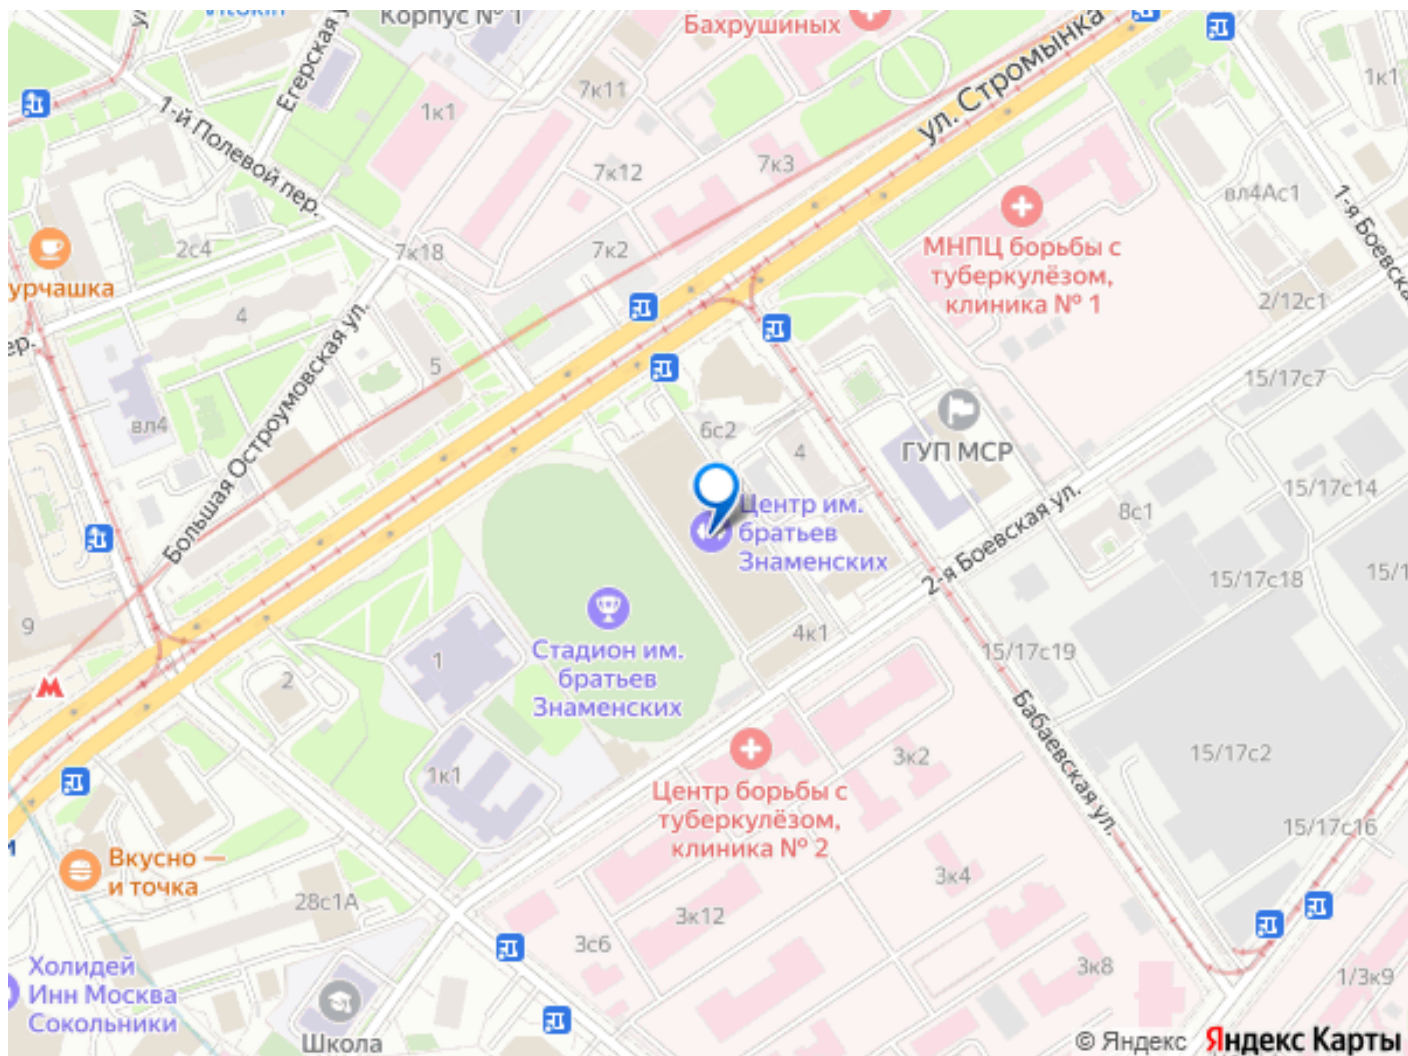 Корпус № 1
Бахрушиных
Егерская у
ул. Стромынка
7к11
1к1
1к1
1-й Полевой пер.
7к3
7к12
вл4Ас1
1-я Боевска
МНПЦ борьбы с
туберкулёзом,
клиника № 1
2с4
7к18
7к2
урчашка
2/12с1
4
ер.
5
15/17с7
Большая Остроумовская ул.
вл4
6с2
4
ГУП МСР
15/17с14
8с1
Центр им.
братьев
Знаменских
2-я Боевская ул.
15/17с18
15/1
9
Стадион им.
братьев
Знаменских
4к1
15/17с19
1
2
Бабаевская ул.
1к1
3к2
15/17с2
Центр борьбы с
туберкулёзом,
клиника № 2
15/17с16
Вкусно —
и точка
28с1А
3к4
3к12
3с6
3к8
1/3к9
Холидей
Инн Москва
Сокольники
Школа
© Яндекс Яндекс Карты